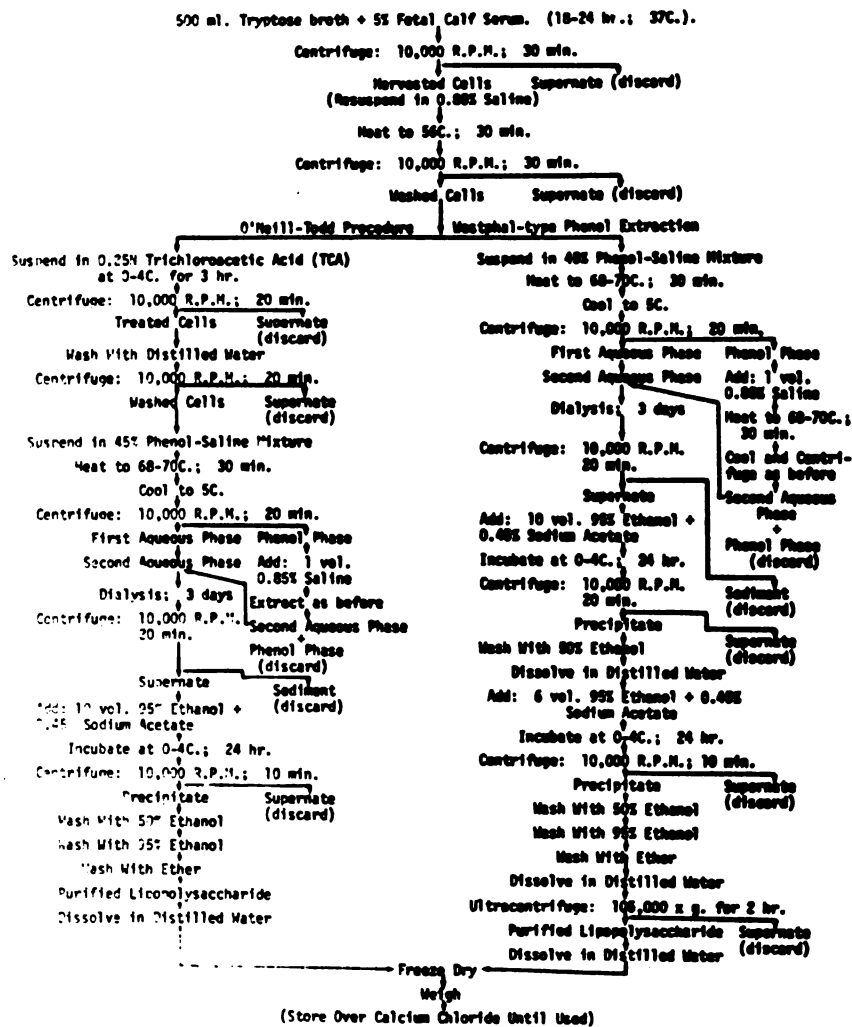 500 ml. Tryptose broth + 5% Fetal Calf Serum. (18-24 hr.; 37C.).
Centrifuge: 10,000 R.P.M.; 30 min.
Harvested Cells Supernate (discard)
(Resuspend in 0.85% Saline)
Heat to 56C.; 30 min.
Centrifuge: 10,000 R.P.M.; 30 min.
Washed Cells Supernate (discard)
O'Neill-Todd Procedure Westphal-type Phenol Extraction
Suspend in 0.25N Trichloroacetic Acid (TCA)
at 0-4C. for 3 hr.
Centrifuge: 10,000 R.P.M.; 20 min.
Treated Cells Supernate
(discard)
Wash With Distilled Water
Centrifuge: 10,000 R.P.M.; 20 min.
Washed Cells Supernate
(discard)
Suspend in 45% Phenol-Saline Mixture
Heat to 68-70C.; 30 min.
Cool to 5C.
Centrifuge: 10,000 R.P.M.; 20 min.
First Aqueous Phase Phenol Phase
Second Aqueous Phase Add: 1 vol.
0.85% Saline
Dialysis; 3 days Extract as before
Centrifuge: 10,000 R.P.M.
20 min. Second Aqueous Phase
+
Phenol Phase
(discard)
Supernate Sediment
(discard)
Add: 10 vol. 95% Ethanol +
Sodium Acetate
Incubate at 0-4C.; 24 hr.
Centrifuge: 10,000 R.P.M.; 10 min.
Precipitate Supernate
(discard)
Wash With 50% Ethanol
Wash With 95% Ethanol
Wash With Ether
Purified Lipopolysaccharide
Dissolve in Distilled Water
Suspend in Phenol-Saline Mixture
Heat to 68-70C.; 30 min.
Cool to 5C.
Centrifuge: 10,000 R.P.M.; 20 min.
First Aqueous Phase Phenol Phase
Second Aqueous Phase Add: 1 vol.
0.85% Saline
Dialysis; 3 days Heat to 68-70C.;
30 min.
Centrifuge: 10,000 R.P.M. Cool and Centri-
20 min. fuge as before
Supernate Second Aqueous
Phase
+
Phenol Phase
(discard)
Add: 10 vol. 95% Ethanol +
Sodium Acetate
Incubate at 0-4C.; 24 hr.
Centrifuge: 10,000 R.P.M. Sediment
20 min. (discard)
Precipitate Supernate
(discard)
Wash With Ethanol
Dissolve in Distilled Water
Add: 6 vol. 95% Ethanol +
Sodium Acetate
Incubate at 0-4C.; 24 hr.
Centrifuge: 10,000 R.P.M.; 10 min.
Precipitate Supernate
(discard)
Wash With 50% Ethanol
Wash With 95% Ethanol
Wash With Ether
Dissolve in Distilled Water
Ultracentrifuge: 105,000 x g. for 2 hr.
Purified Lipopolysaccharide Supernate
(discard)
Dissolve in Distilled Water
Freeze Dry
Weigh
(Store Over Calcium Chloride Until Used)